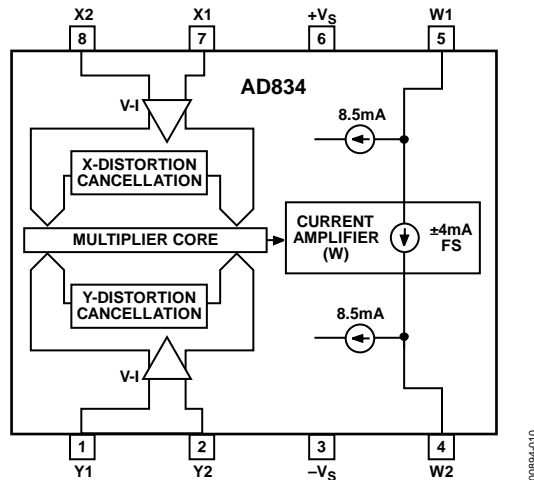 X2 X1 +VS W1
8 7 6 5
AD834
V-I
8.5mA
X-DISTORTION
CANCELLATION
MULTIPLIER CORE
CURRENT
AMPLIFIER
(W)
±4mA
FS
Y-DISTORTION
CANCELLATION
8.5mA
V-I
1 2 3 4
Y1 Y2 –VS W2
00894-010